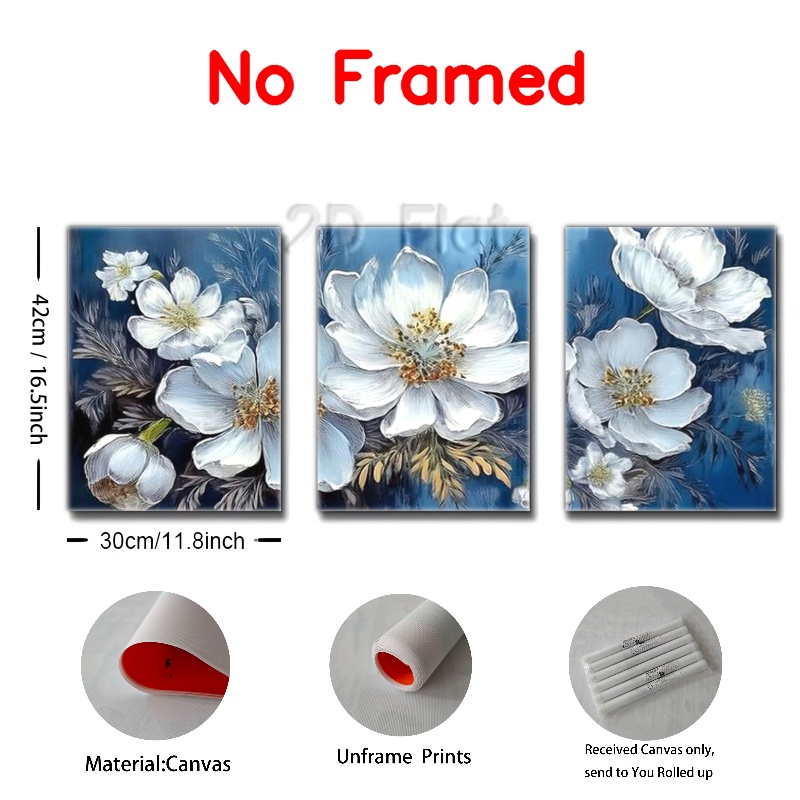 No Framed
2D Flat
42cm / 16.5inch
30cm/11.8inch
Material:Canvas
Unframe Prints
Received Canvas only,
send to You Rolled up